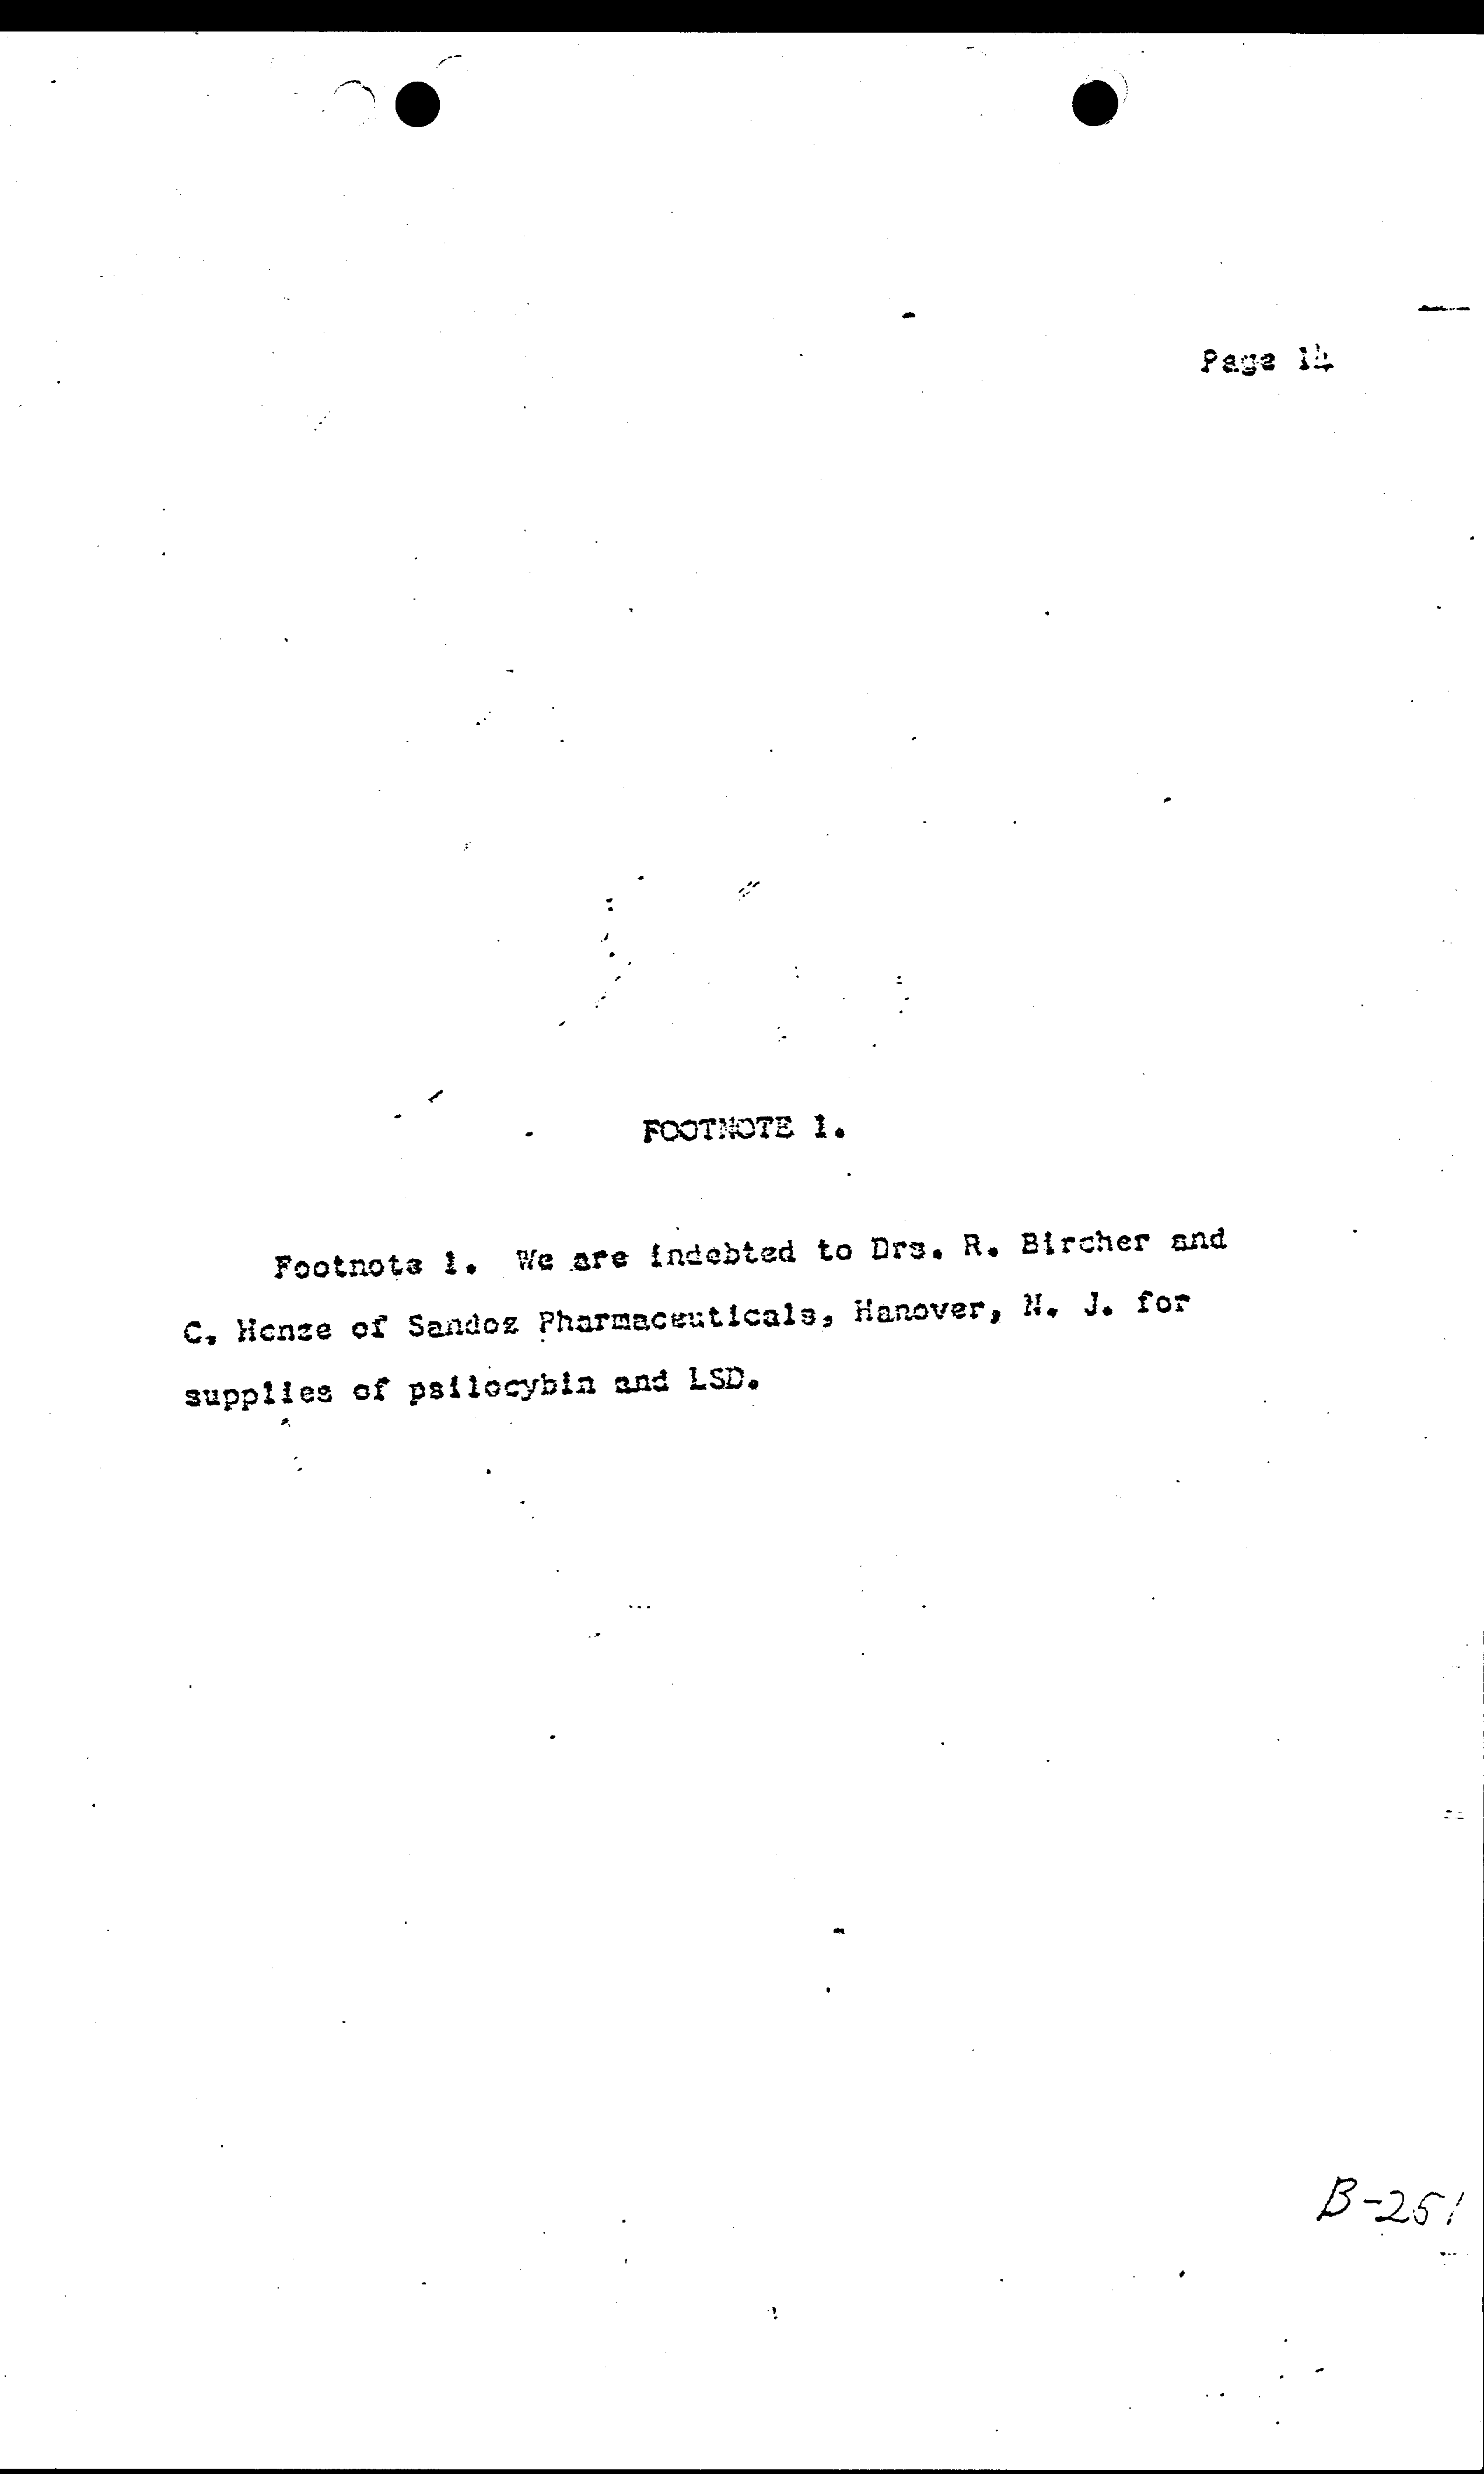 Page 14
FOOTNOTE 1.
Footnote 1. We are indebted to Drs. R. Bircher and
C. Henze of Sandoz Pharmaceuticals, Hanover, N. J. for
supplies of psilocybin and LSD.
B-251